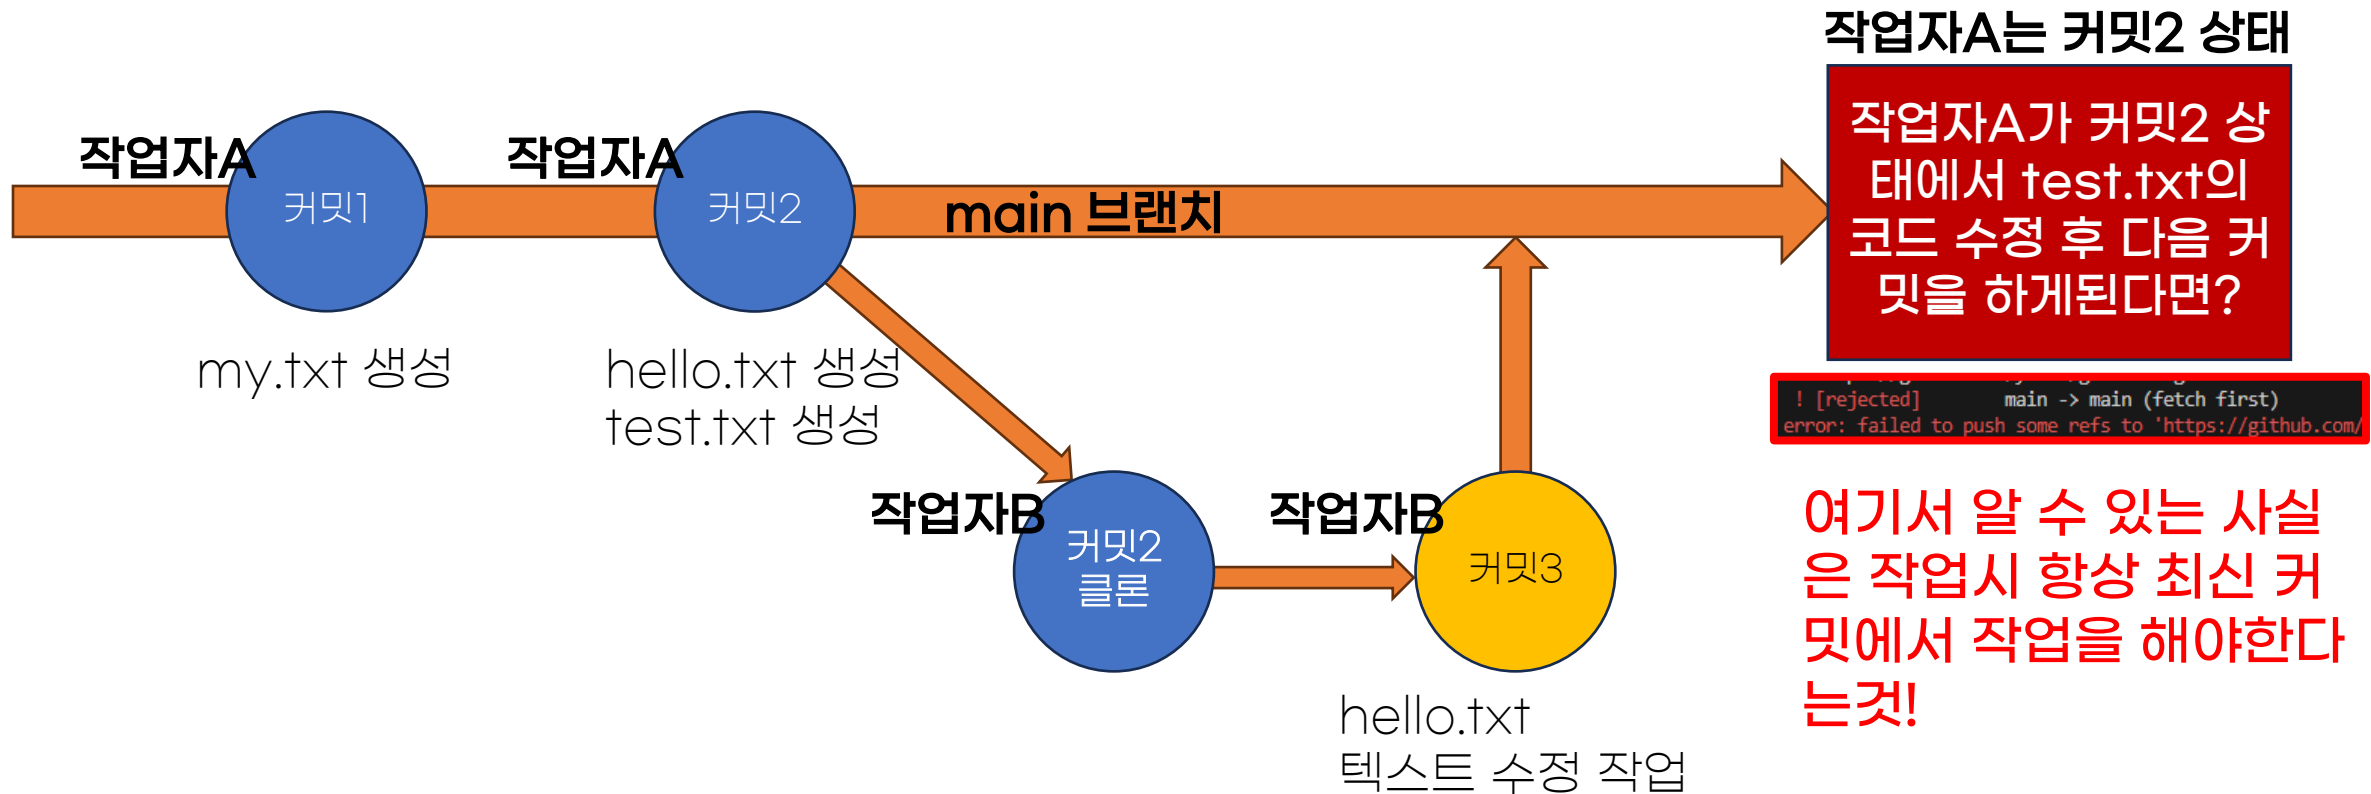 작업자A는 커밋2 상태
작업자A가 커밋2 상
태에서 test.txt의
코드 수정 후 다음 커
밋을 하게된다면?
작업자A
커밋1
작업자A
커밋2
main 브랜치
my.txt 생성
hello.txt 생성
test.txt 생성
! [rejected] main -> main (fetch first)
error: failed to push some refs to 'https://github.com/
작업자B
커밋2
클론
작업자B
커밋3
여기서 알 수 있는 사실
은 작업시 항상 최신 커
밋에서 작업을 해야한다
는것!
hello.txt
텍스트 수정 작업